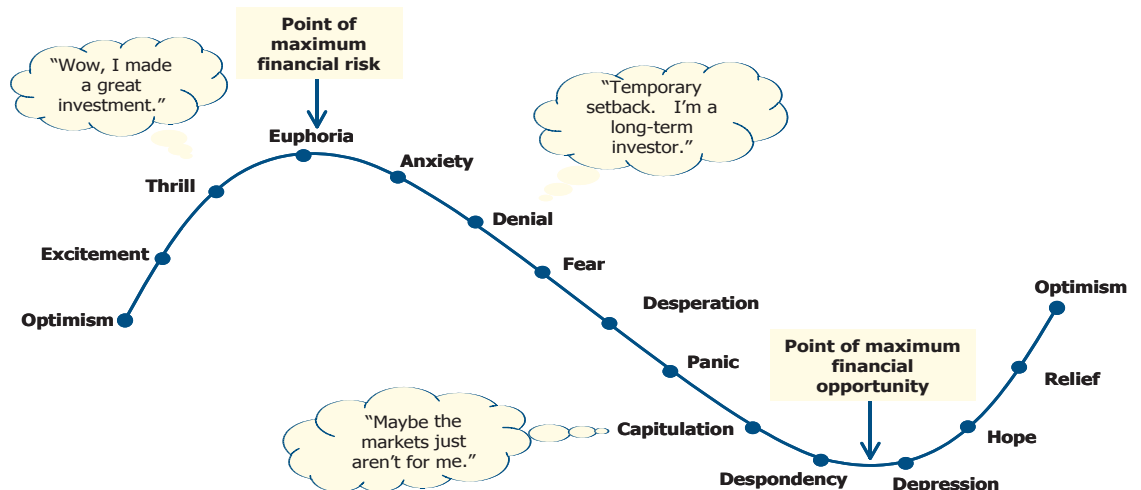 Point of
maximum
financial risk
“Wow, I made
a great
investment.”
“Temporary
setback.   I’m a
long-term
investor.”
Euphoria
Anxiety
Thrill
Denial
Excitement
Fear
Optimism
Desperation
Optimism
Panic
Point of maximum
financial
opportunity
Relief
“Maybe the
markets just
aren’t for me.”
Capitulation
Hope
Despondency
Depression